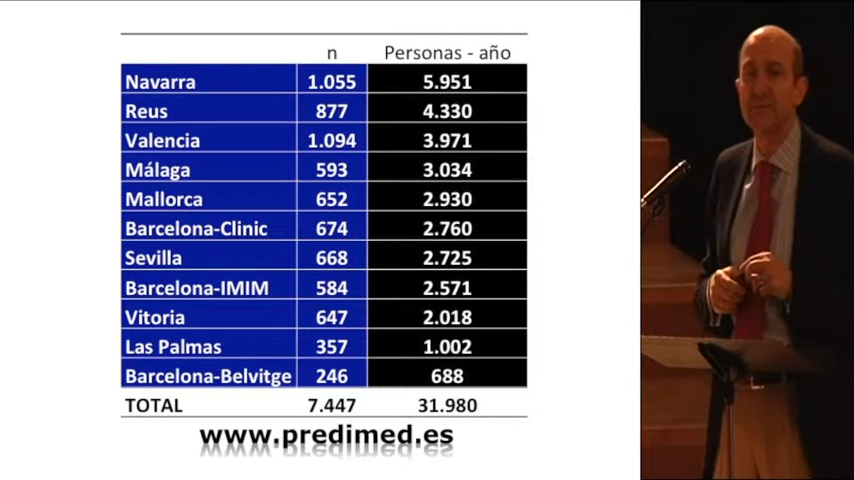 n Personas - año
Navarra 1.055 5.951
Reus 877 4.330
Valencia 1.094 3.971
Málaga 593 3.034
Mallorca 652 2.930
Barcelona-Clinic 674 2.760
Sevilla 668 2.725
Barcelona-IMIM 584 2.571
Vitoria 647 2.018
Las Palmas 357 1.002
Barcelona-Belvitge 246 688
TOTAL 7.447 31.980
www.predimed.es